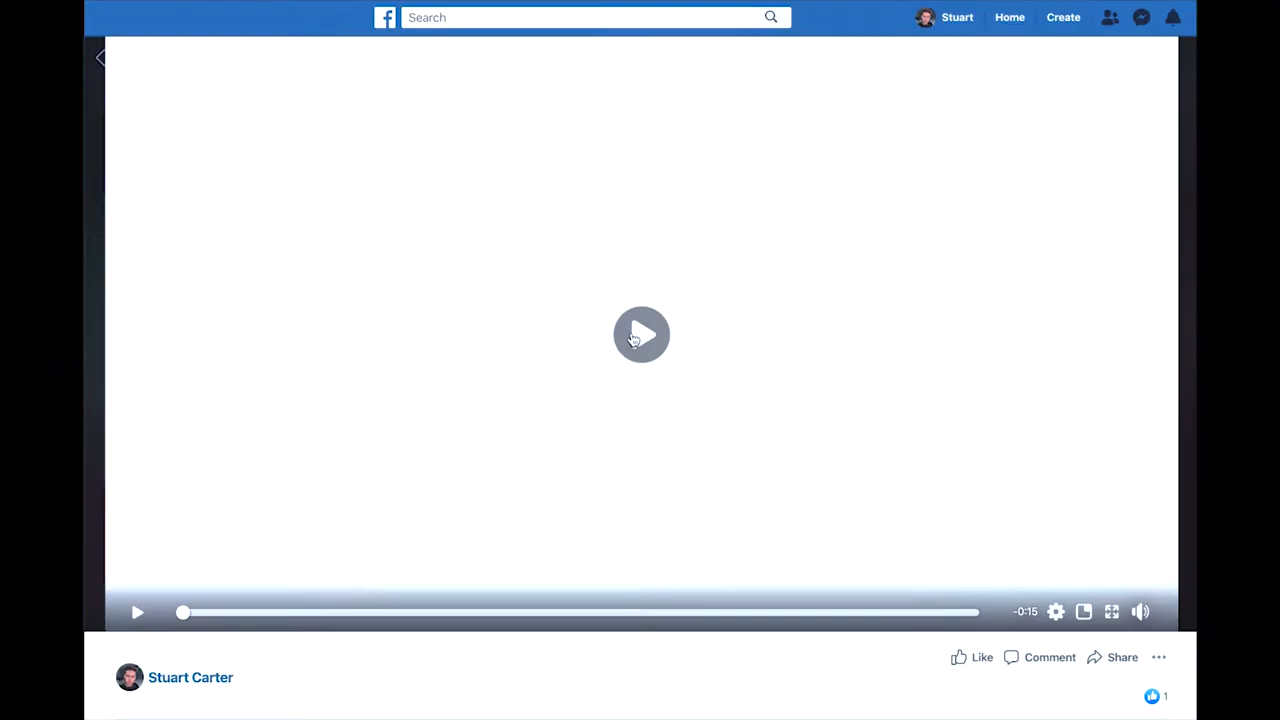 Search
Stuart
Home
Create
-0:15
Like
Comment
Share
Stuart Carter
1